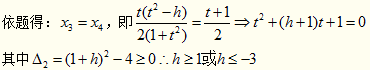 依题得：x₃ = x₄，即 t(t² − h) / 2(1 + t²) = (t + 1) / 2 ⇒ t² + (h + 1)t + 1 = 0
其中 Δ₂ = (1 + h)² − 4 ≥ 0 ∴ h ≥ 1或h ≤ −3